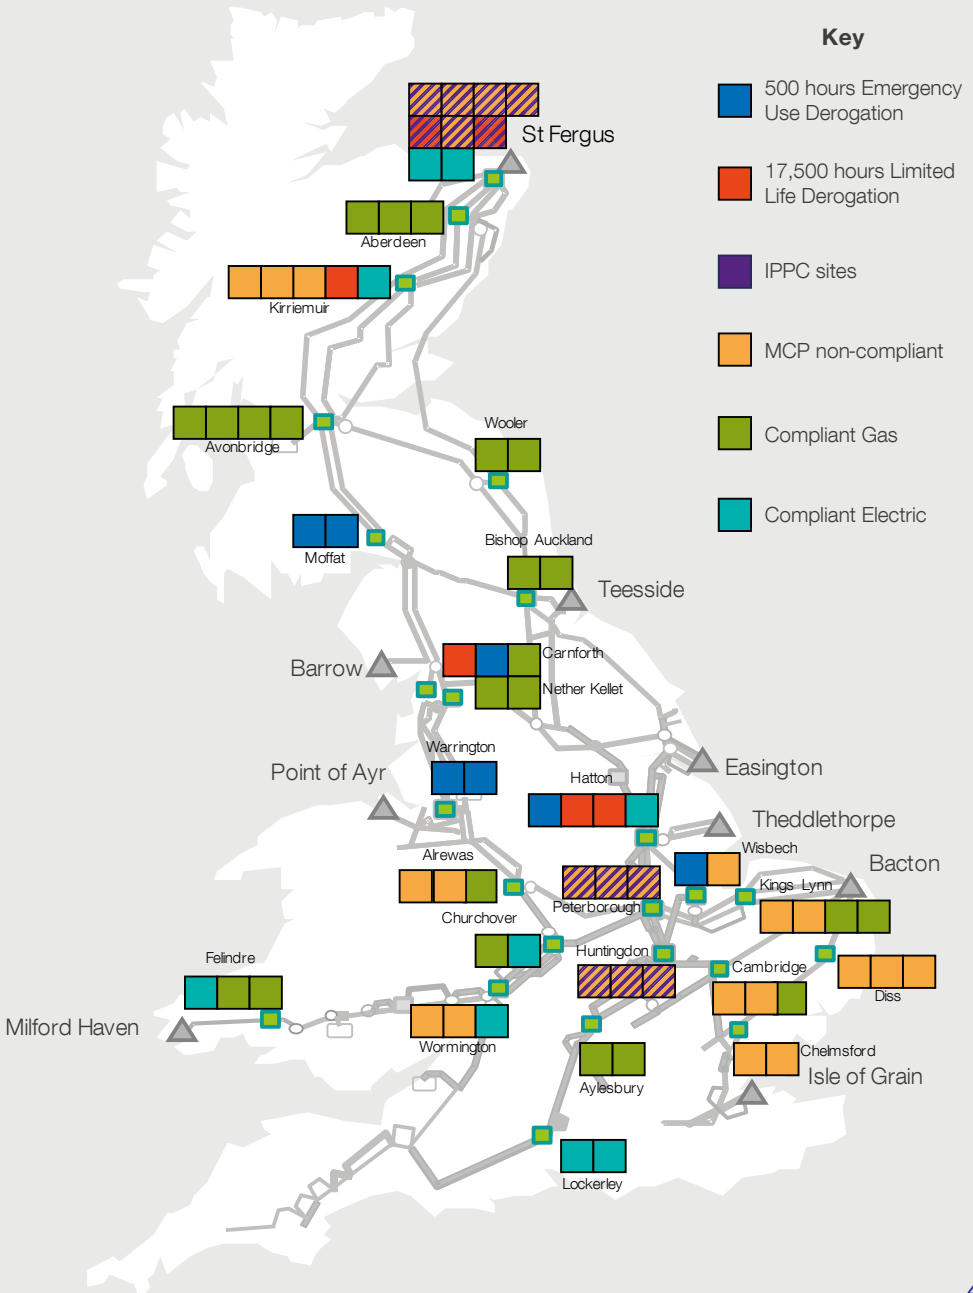 Key
500 hours Emergency
Use Derogation
17,500 hours Limited
Life Derogation
IPPC sites
MCP non-compliant
Compliant Gas
Compliant Electric
St Fergus
Aberdeen
Kirriemuir
Avonbridge
Wooler
Moffat
Bishop Auckland
Teesside
Barrow
Carnforth
Nether Kellet
Warrington
Point of Ayr
Hatton
Easington
Theddlethorpe
Wisbech
Bacton
Alrewas
Kings Lynn
Peterborough
Churchover
Huntingdon
Felindre
Cambridge
Diss
Milford Haven
Wormington
Chelmsford
Isle of Grain
Aylesbury
Lockerley